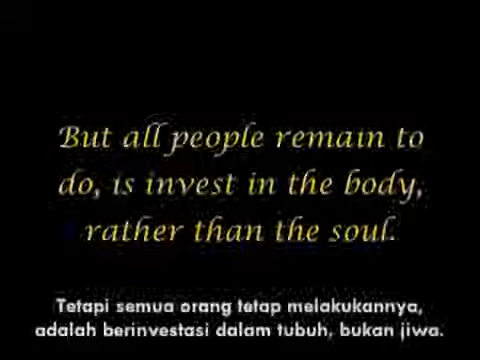 But all people remain to
do, is invest in the body,
rather than the soul.
Tetapi semua orang tetap melakukannya,
adalah berinvestasi dalam tubuh, bukan jiwa.